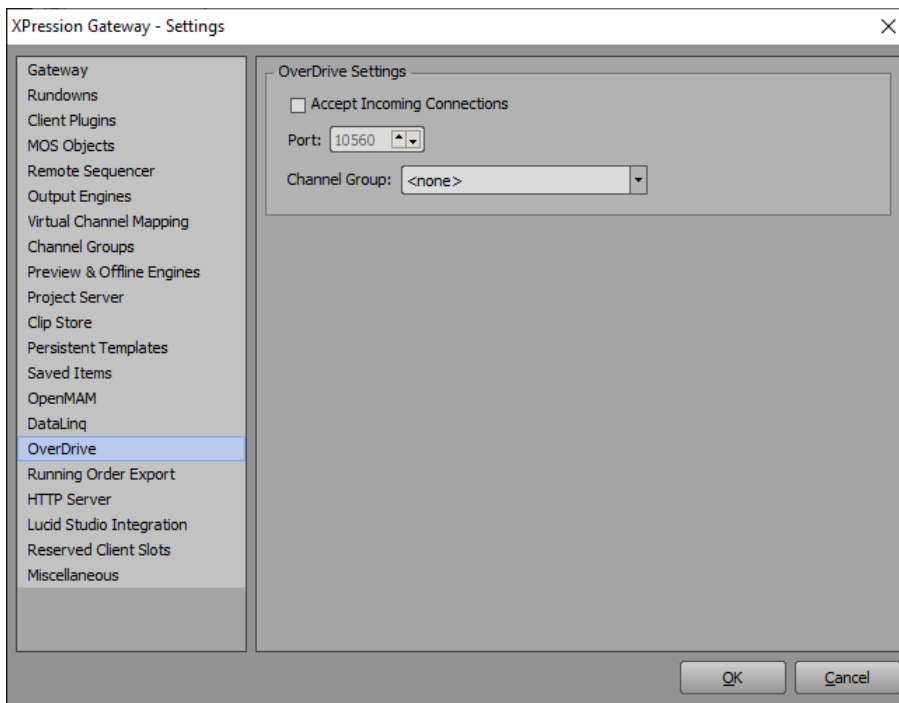 XPression Gateway - Settings
Gateway
Rundowns
Client Plugins
MOS Objects
Remote Sequencer
Output Engines
Virtual Channel Mapping
Channel Groups
Preview & Offline Engines
Project Server
Clip Store
Persistent Templates
Saved Items
OpenMAM
DataLinq
OverDrive
Running Order Export
HTTP Server
Lucid Studio Integration
Reserved Client Slots
Miscellaneous
OverDrive Settings
Accept Incoming Connections
Port: 10560
Channel Group: <none>
OK Cancel